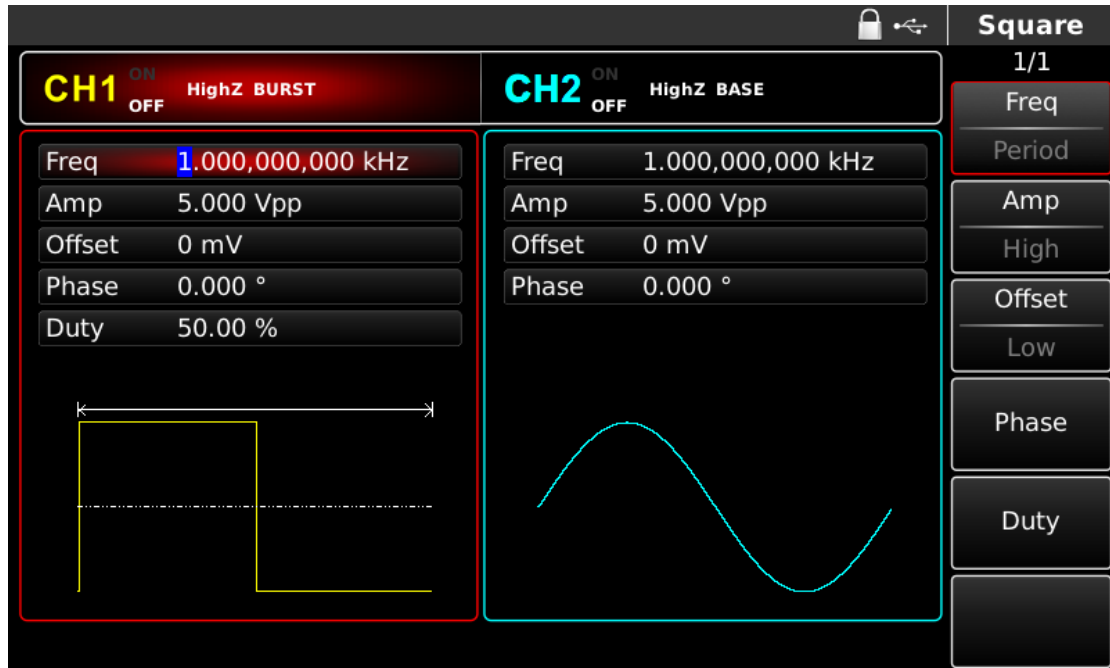 Square
1/1
CH1 ON OFF HighZ BURST
CH2 ON OFF HighZ BASE
Freq 1.000,000,000 kHz
Amp 5.000 Vpp
Offset 0 mV
Phase 0.000 °
Duty 50.00 %
Freq 1.000,000,000 kHz
Amp 5.000 Vpp
Offset 0 mV
Phase 0.000 °
Freq
Period
Amp
High
Offset
Low
Phase
Duty